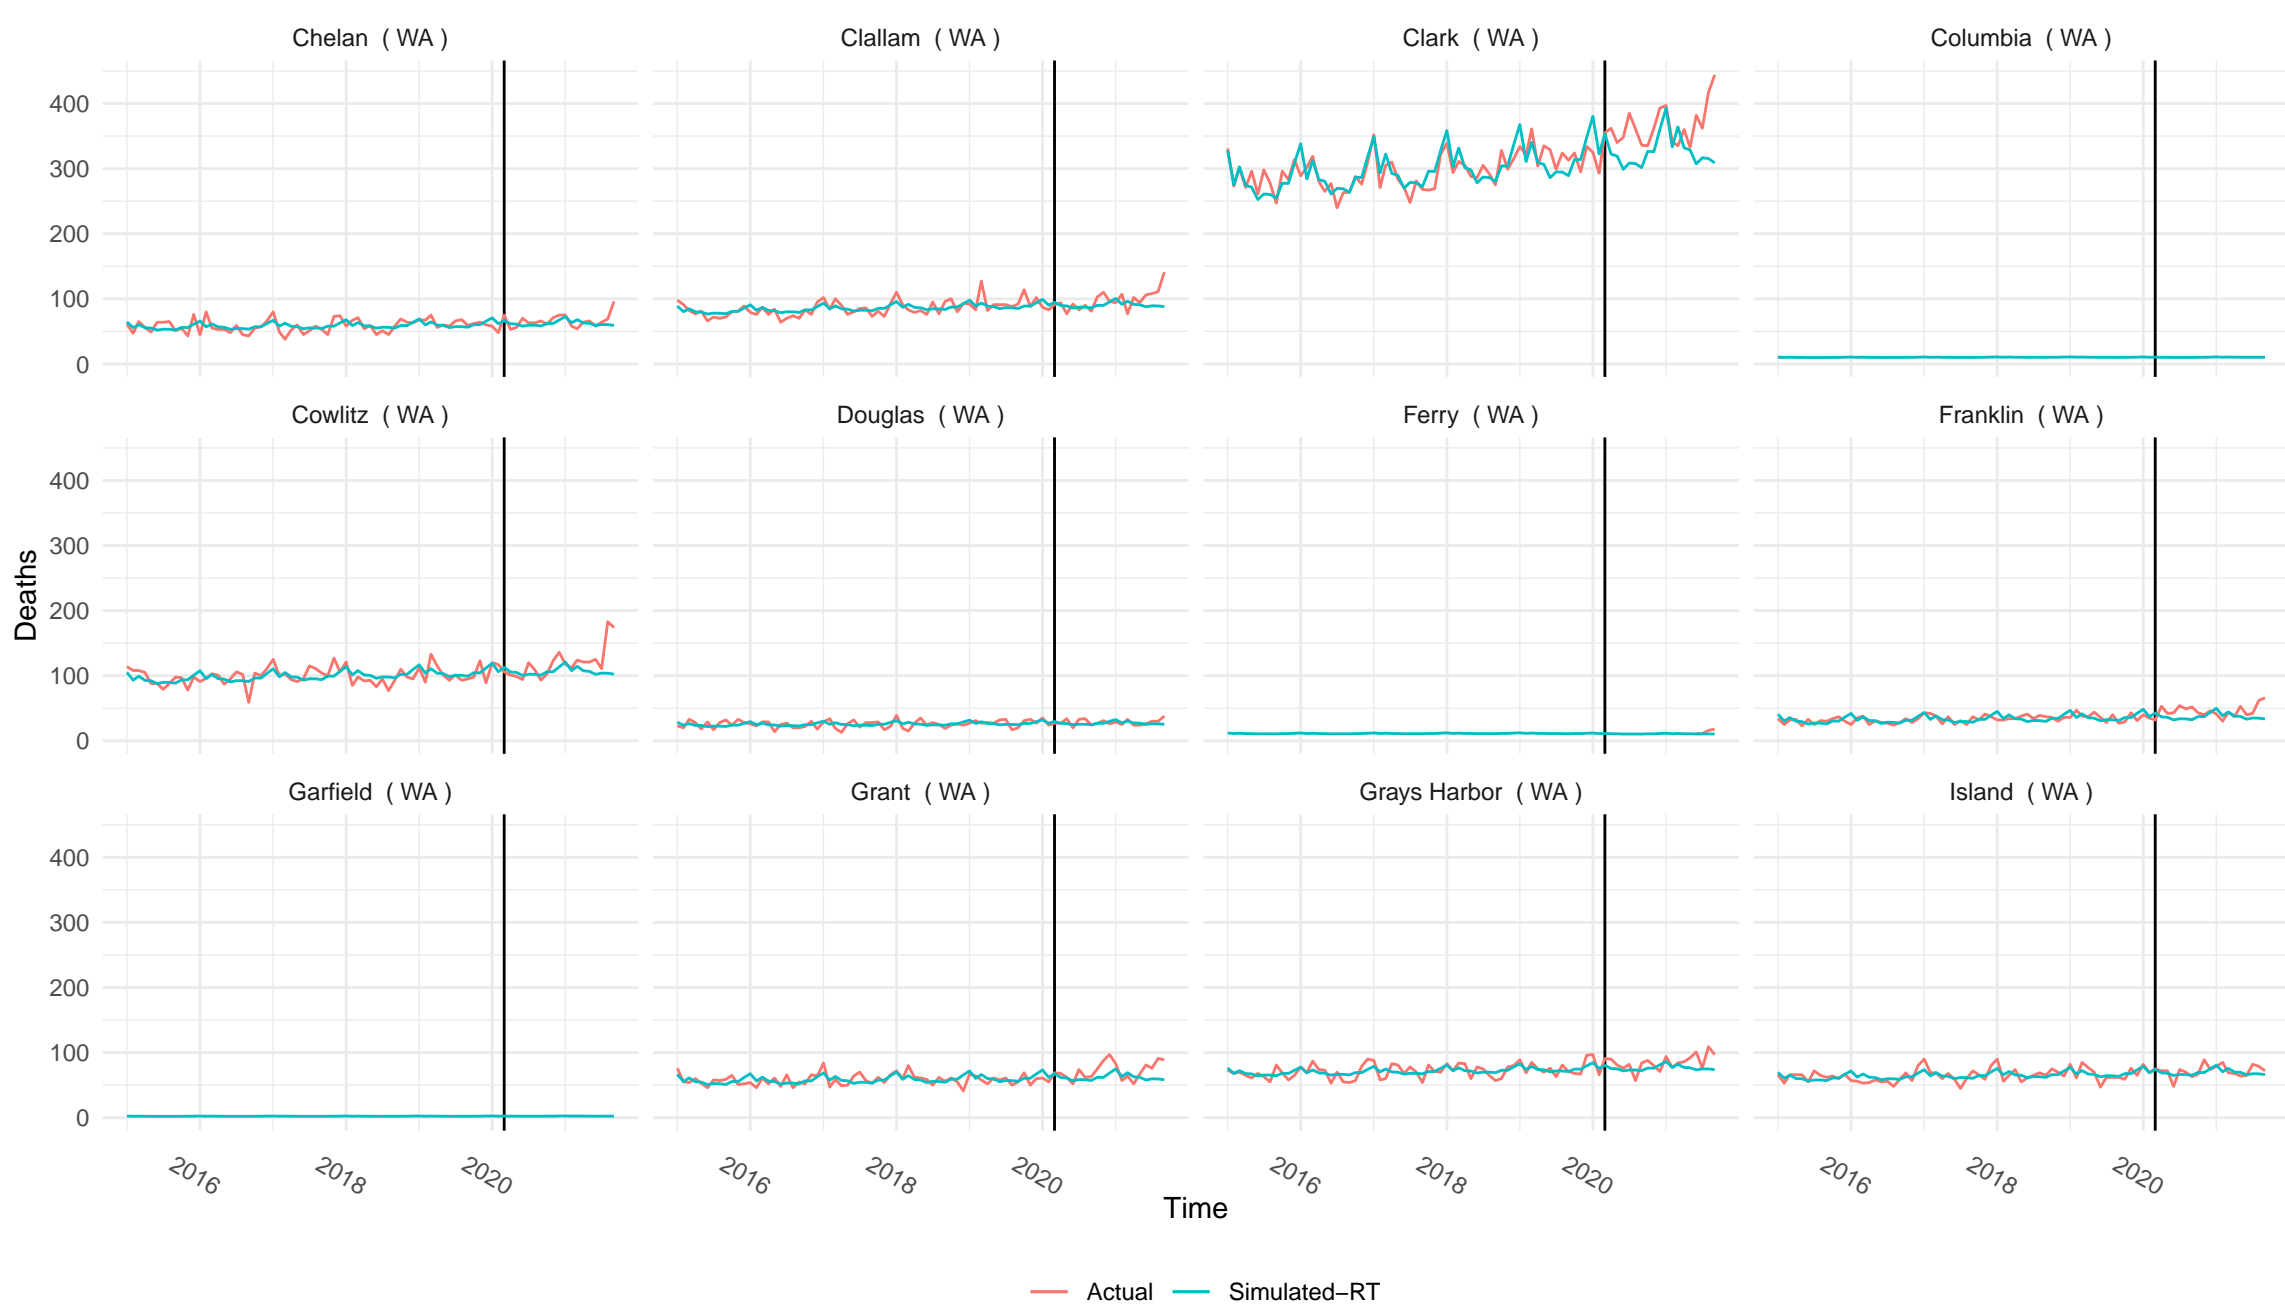 Chelan ( WA )
Clallam ( WA )
Clark ( WA )
Columbia ( WA )
400
300
200
100
0
Cowlitz ( WA )
Douglas ( WA )
Ferry ( WA )
Franklin ( WA )
400
300
200
100
0
Deaths
Garfield ( WA )
Grant ( WA )
Grays Harbor ( WA )
Island ( WA )
400
300
200
100
0
2016
2018
2020
2016
2018
2020
2016
2018
2020
2016
2018
2020
Time
Actual
Simulated−RT